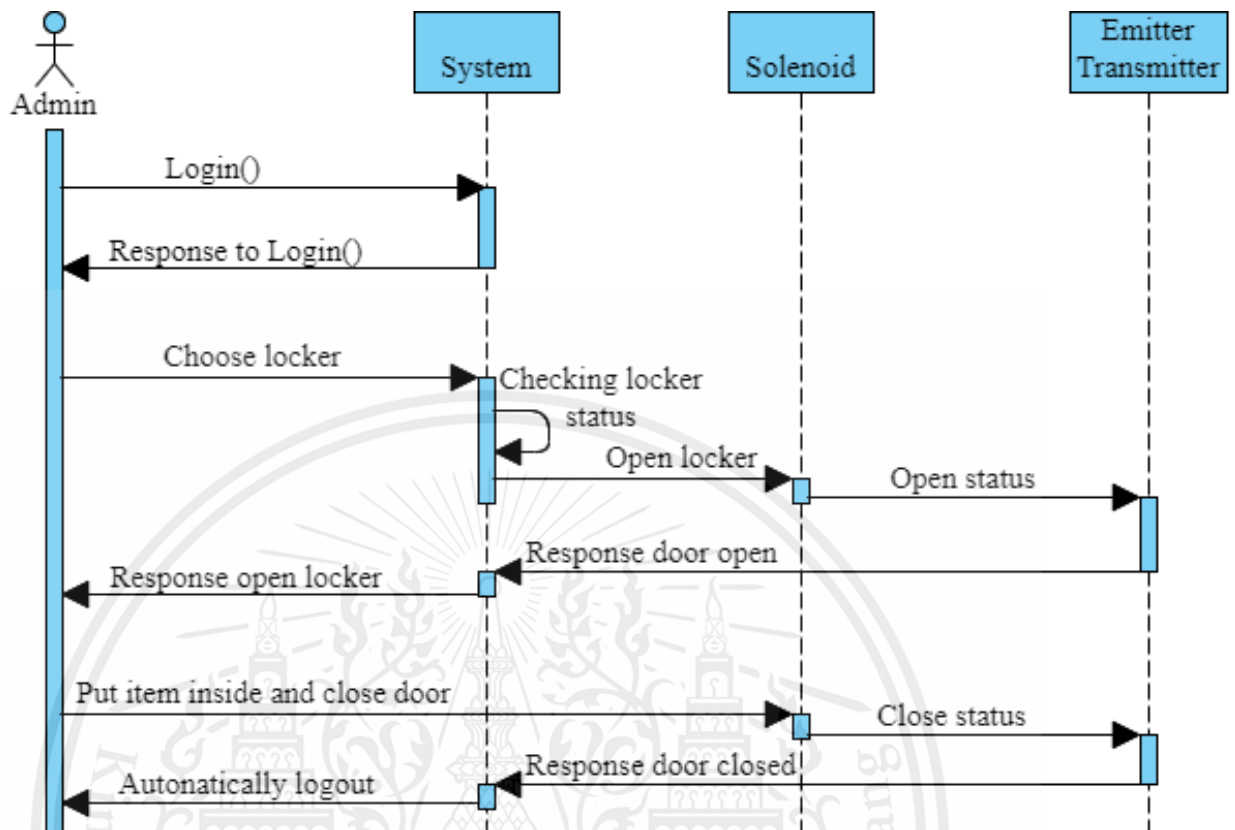 Admin
System
Solenoid
Emitter
Transmitter
Login()
Response to Login()
Choose locker
Checking locker
status
Open locker
Open status
Response door open
Response open locker
Put item inside and close door
Close status
Response door closed
Autonatically logout